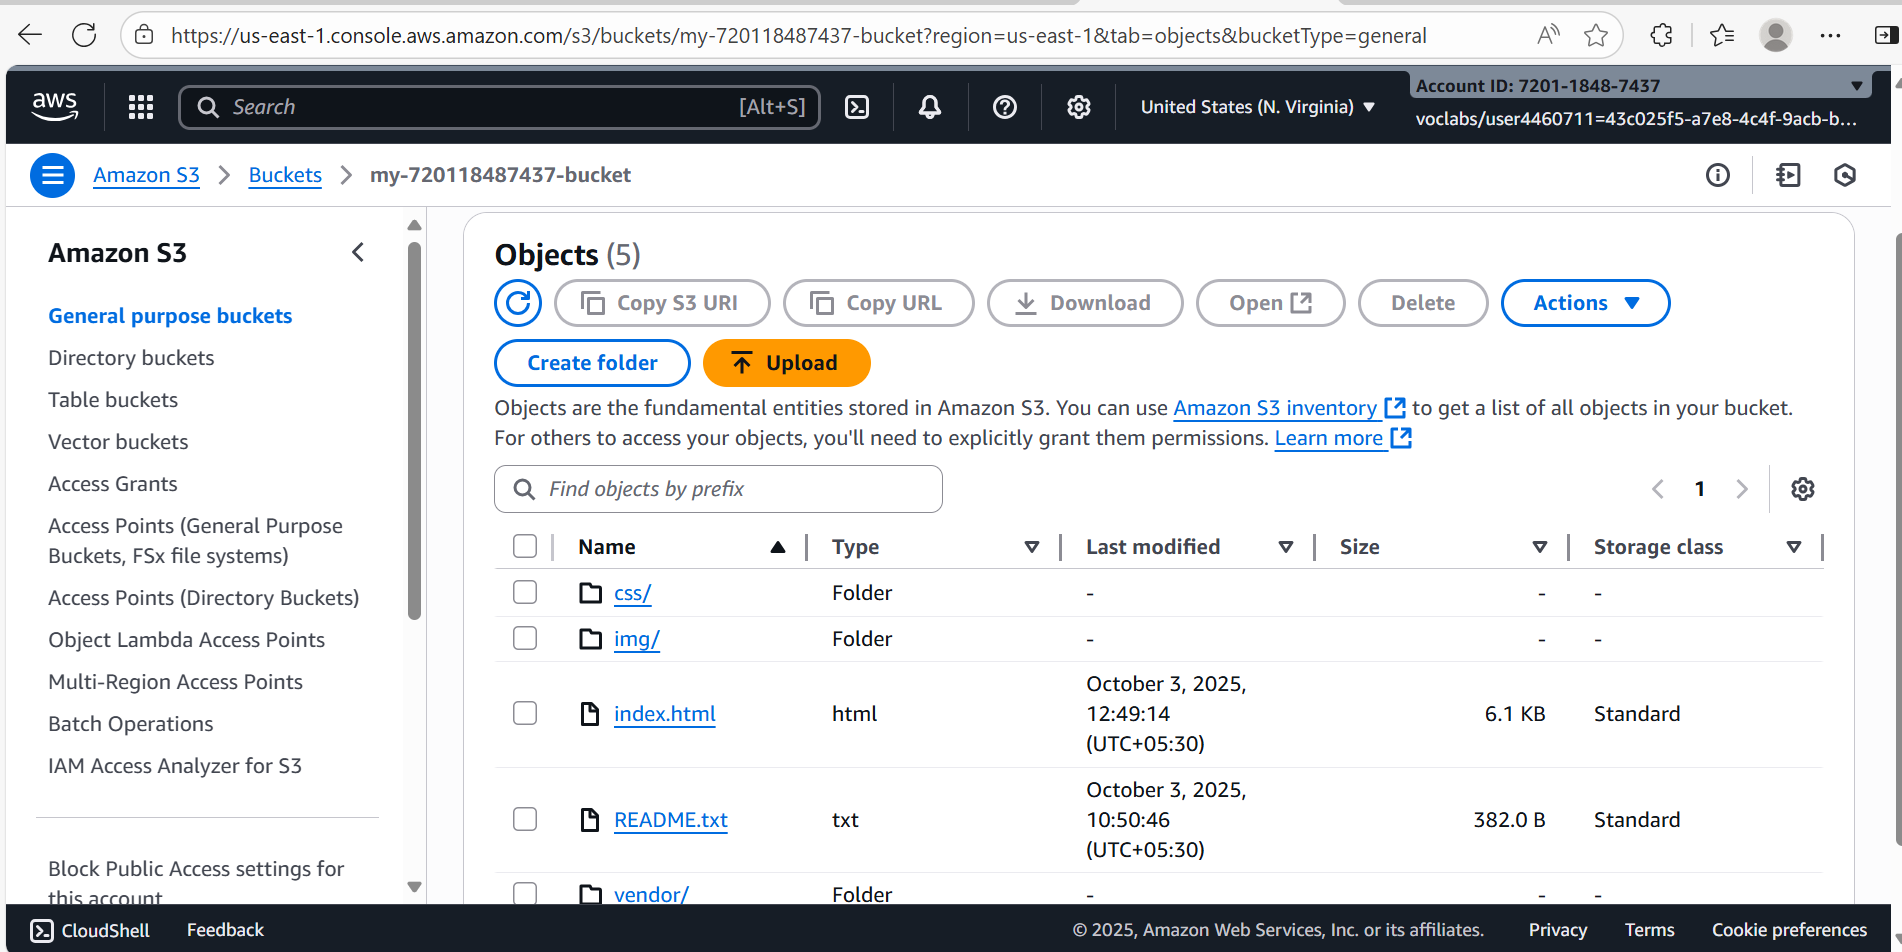 https://us-east-1.console.aws.amazon.com/s3/buckets/my-720118487437-bucket?region=us-east-1&tab=objects&bucketType=general
aws
Search [Alt+S]
United States (N. Virginia)
Account ID: 7201-1848-7437
voclabs/user4460711=43c025f5-a7e8-4c4f-9acb-b...
Amazon S3 Buckets my-720118487437-bucket
Amazon S3
General purpose buckets
Directory buckets
Table buckets
Vector buckets
Access Grants
Access Points (General Purpose
Buckets, FSx file systems)
Access Points (Directory Buckets)
Object Lambda Access Points
Multi-Region Access Points
Batch Operations
IAM Access Analyzer for S3
Block Public Access settings for
this account
Objects (5)
Copy S3 URI Copy URL Download Open Delete Actions
Create folder Upload
Objects are the fundamental entities stored in Amazon S3. You can use Amazon S3 inventory to get a list of all objects in your bucket.
For others to access your objects, you'll need to explicitly grant them permissions. Learn more
Find objects by prefix
1
Name Type Last modified Size Storage class
css/ Folder - - -
img/ Folder - - -
October 3, 2025,
index.html html 12:49:14 6.1 KB Standard
(UTC+05:30)
October 3, 2025,
README.txt txt 10:50:46 382.0 B Standard
(UTC+05:30)
vendor/ Folder - - -
CloudShell Feedback © 2025, Amazon Web Services, Inc. or its affiliates. Privacy Terms Cookie preferences